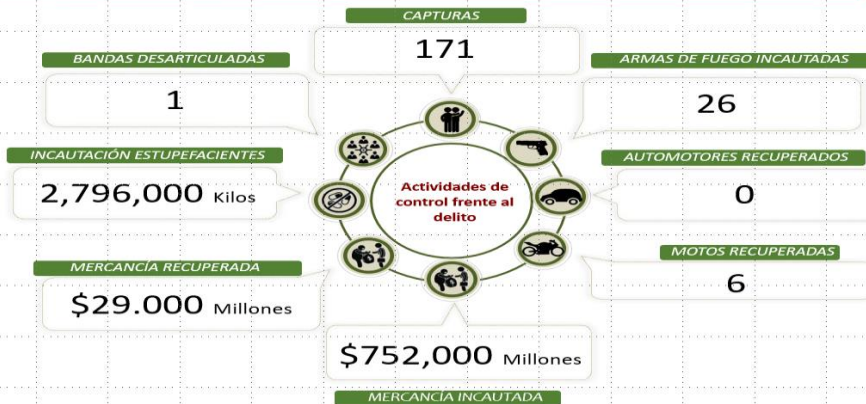 CAPTURAS
171
BANDAS DESARTICULADAS
1
ARMAS DE FUEGO INCAUTADAS
26
INCAUTACIÓN ESTUPEFACIENTES
2,796,000 Kilos
AUTOMOTORES RECUPERADOS
0
Actividades de
control frente al
delito
MERCANCÍA RECUPERADA
$29.000 Millones
MOTOS RECUPERADAS
6
$752,000 Millones
MERCANCÍA INCAUTADA